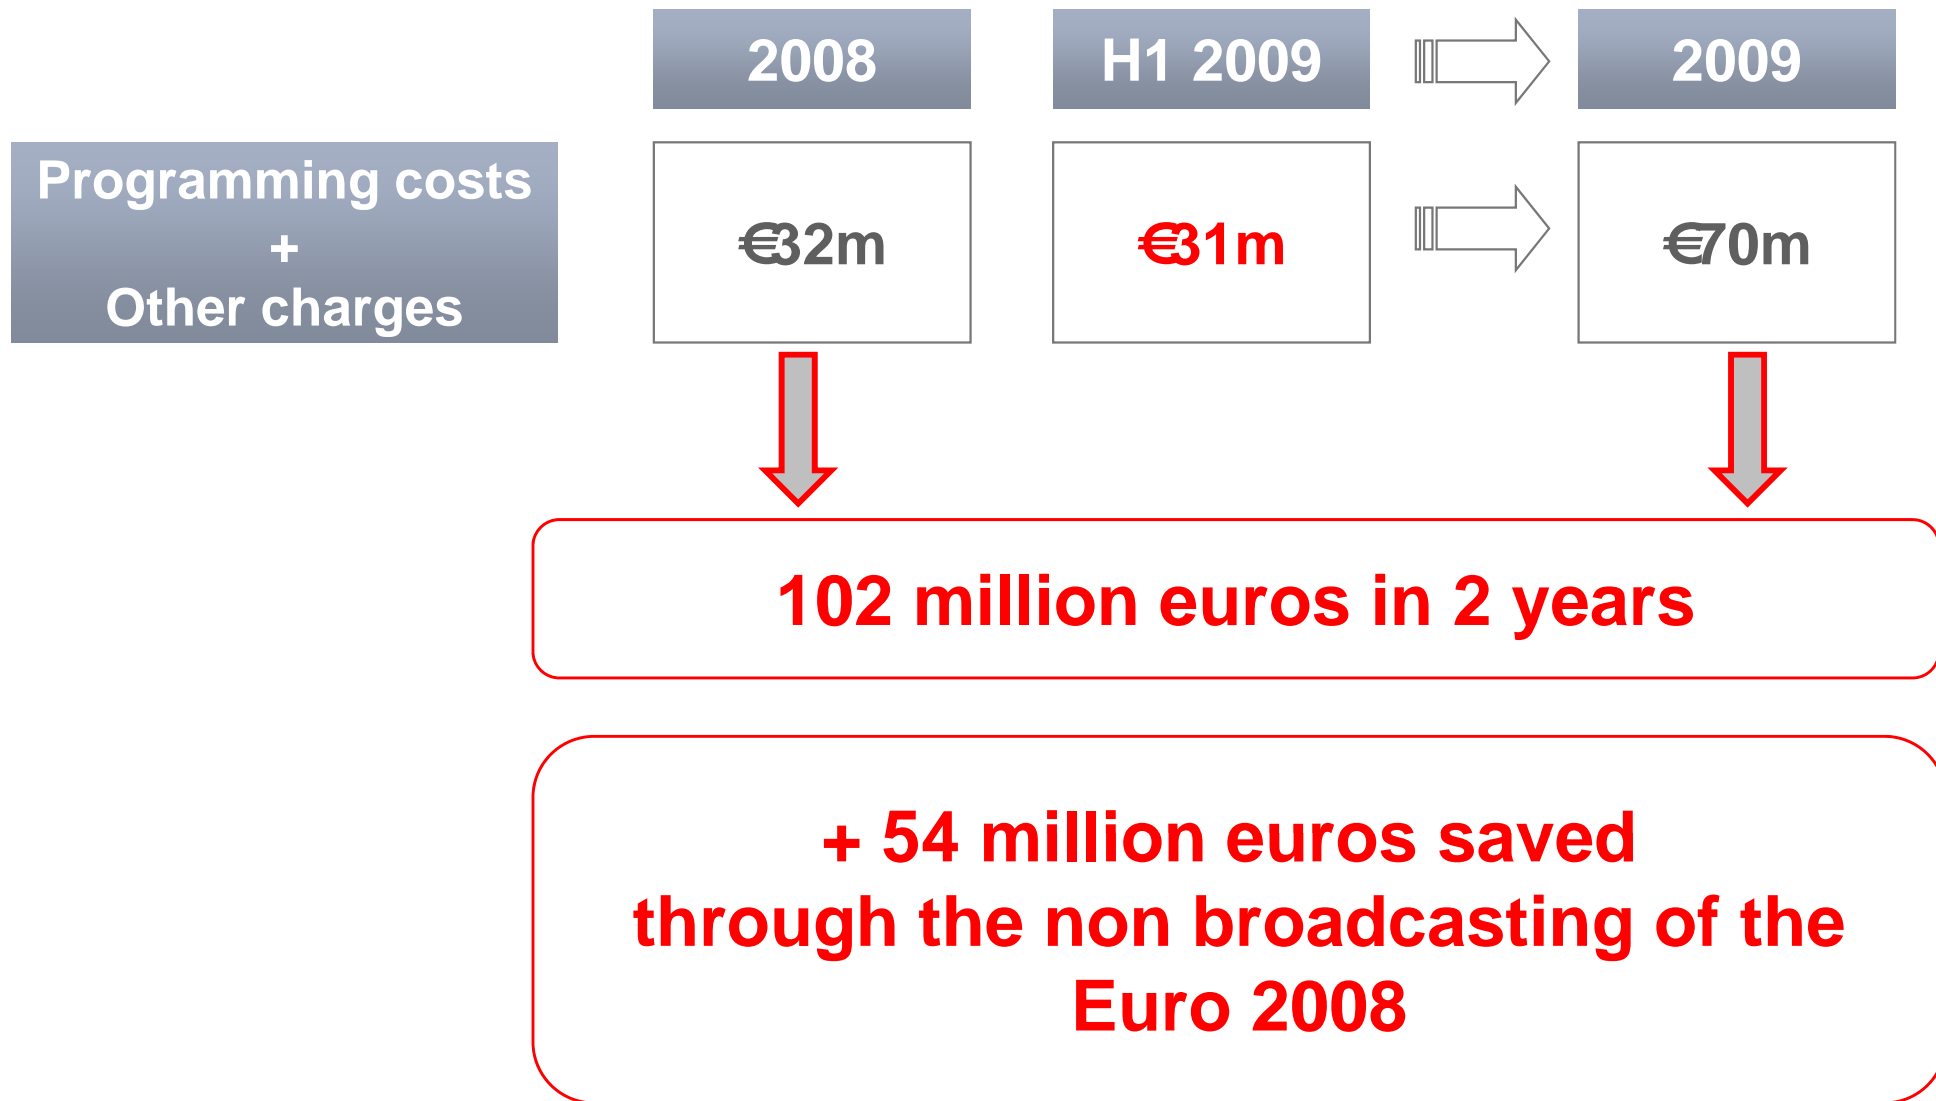 2008
H1 2009
2009
Programming costs
+
Other charges
€32m
€31m
€70m
102 million euros in 2 years
+ 54 million euros saved
through the non broadcasting of the
Euro 2008